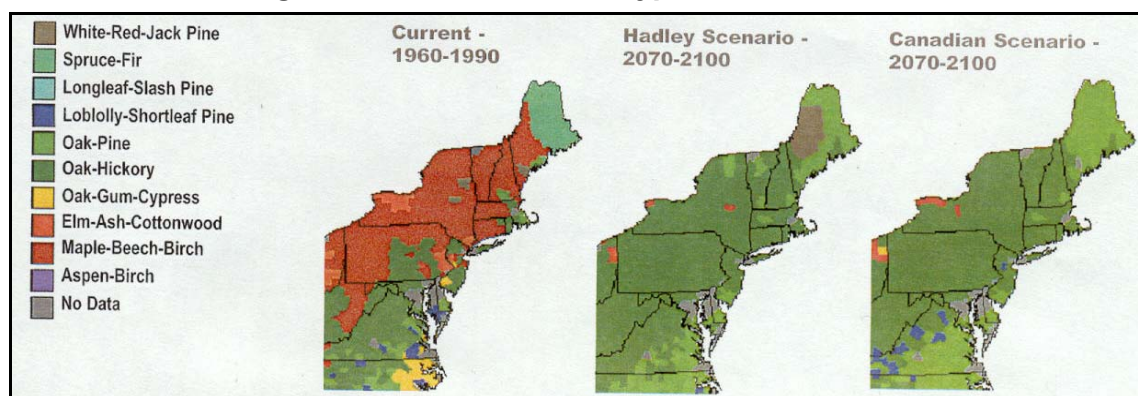 White-Red-Jack Pine
Spruce-Fir
Longleaf-Slash Pine
Loblolly-Shortleaf Pine
Oak-Pine
Oak-Hickory
Oak-Gum-Cypress
Elm-Ash-Cottonwood
Maple-Beech-Birch
Aspen-Birch
No Data
Current -
1960-1990
Hadley Scenario -
2070-2100
Canadian Scenario -
2070-2100